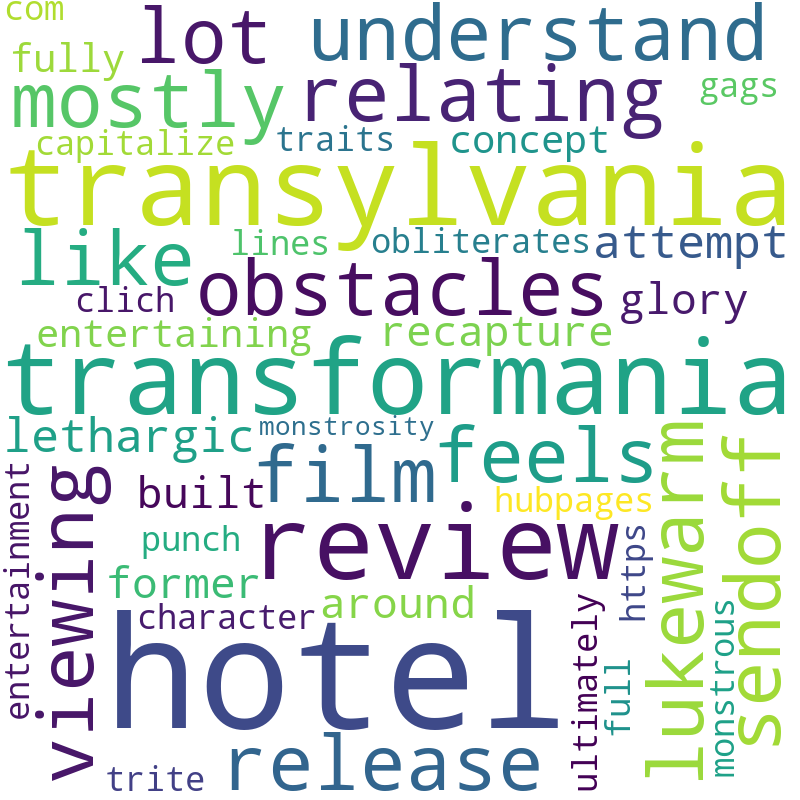 com
lot
understand
fully
mostly
relating
gags
capitalize
traits
concept
transylvania
like
lines
obliterates
attempt
clich
obstacles
glory
entertaining
recapture
transformania
lethargic
monstrosity
film
feels
lukewarm
sendoff
entertainment
viewing
built
hubpages
review
punch
https
former
around
character
hotel
ultimately
full
monstrous
trite
release